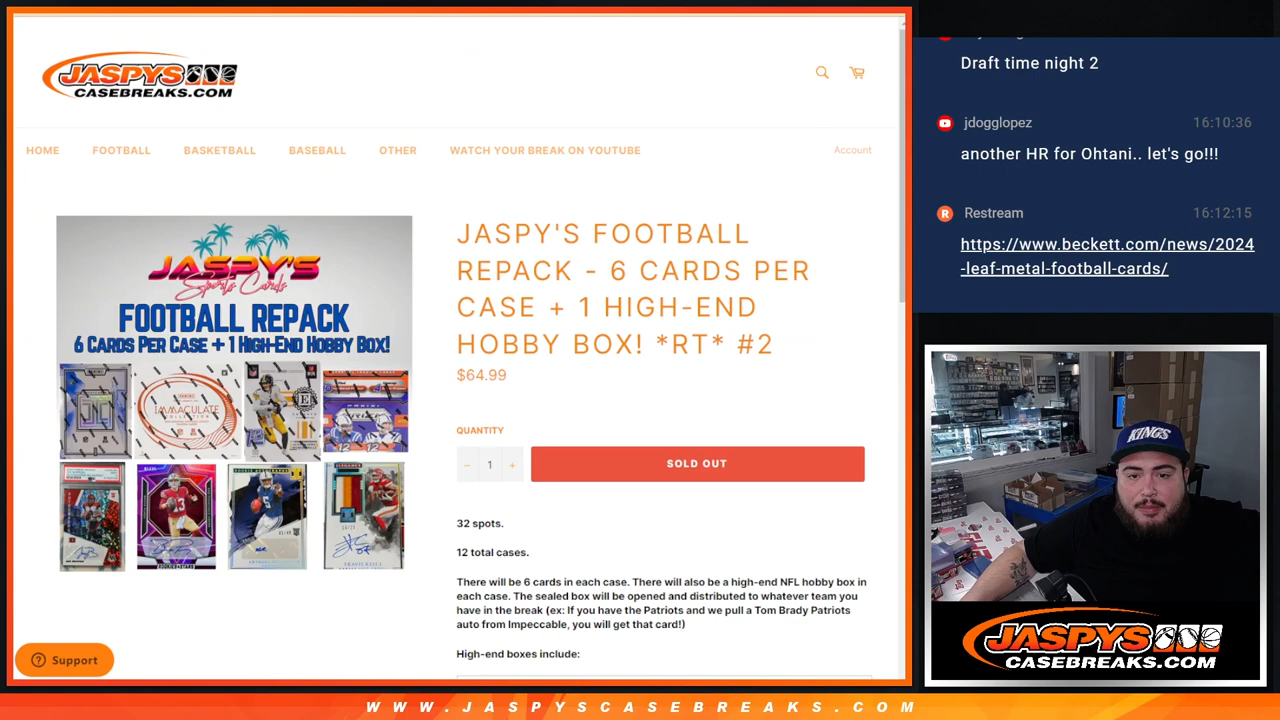 JASPYS
CASEBREAKS.COM
HOME
FOOTBALL
BASKETBALL
BASEBALL
OTHER
WATCH YOUR BREAK ON YOUTUBE
Account
JASPY'S
Sports Cards
FOOTBALL REPACK
6 CARDS PER CASE + 1 HIGH-END HOBBY BOX!
IMMACULATE
COLLECTION
JASPY'S FOOTBALL
REPACK - 6 CARDS PER
CASE + 1 HIGH-END
HOBBY BOX! *RT* #2
$64.99
QUANTITY
− 1 +
SOLD OUT
32 spots.
12 total cases.
There will be 6 cards in each case. There will also be a high-end NFL hobby box in
each case. The sealed box will be opened and distributed to whatever team you
have in the break (ex: If you have the Patriots and we pull a Tom Brady Patriots
auto from Impeccable, you will get that card!)
High-end boxes include:
Support
Draft time night 2
jdogglopez
16:10:36
another HR for Ohtani.. let's go!!!
Restream
16:12:15
https://www.beckett.com/news/2024
-leaf-metal-football-cards/
KINGS
JASPYS
CASEBREAKS.COM
WWW.JASPYSCASEBREAKS.COM